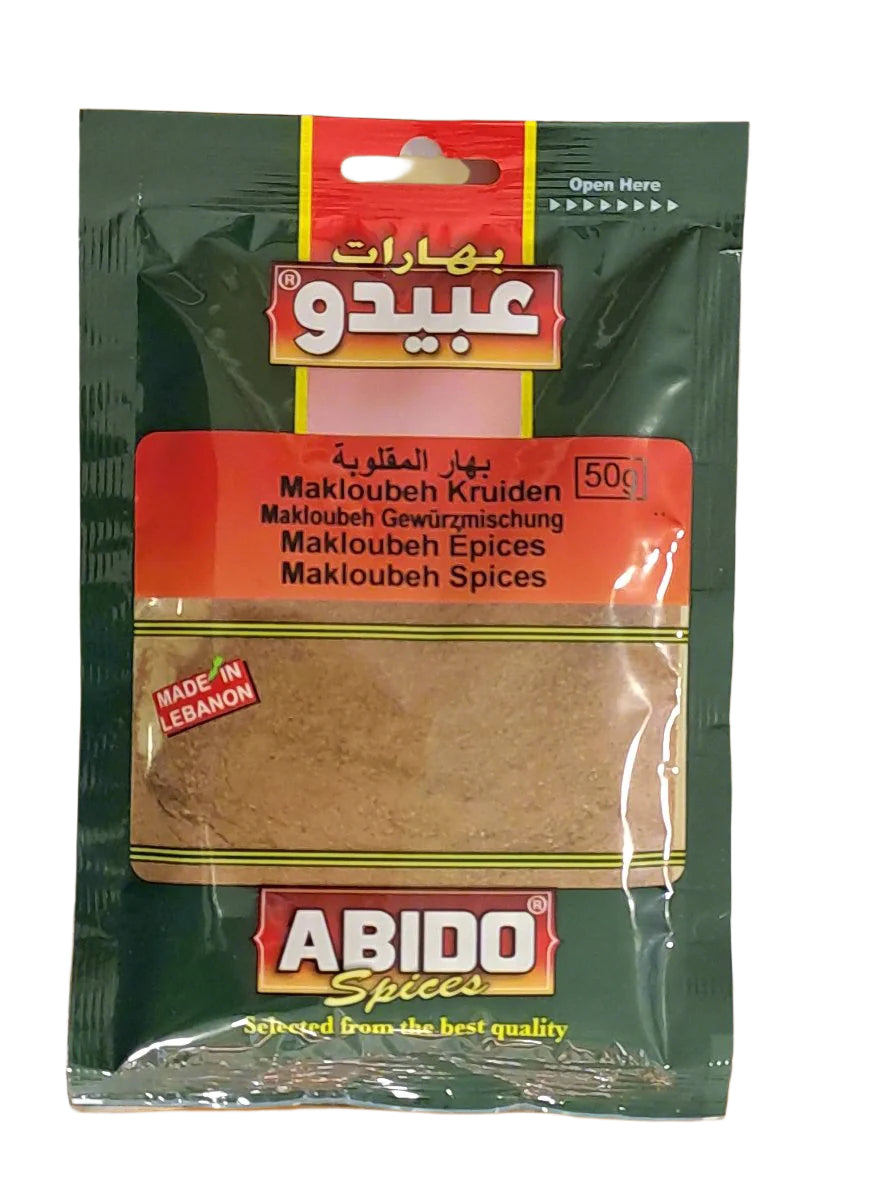 Open Here
بهارات
عبيدو®
بهار المقلوبة
50g
Makloubeh Kruiden
Makloubeh Gewürzmischung
Makloubeh Épices
Makloubeh Spices
MADE IN
LEBANON
ABIDO®
Spices
Selected from the best quality